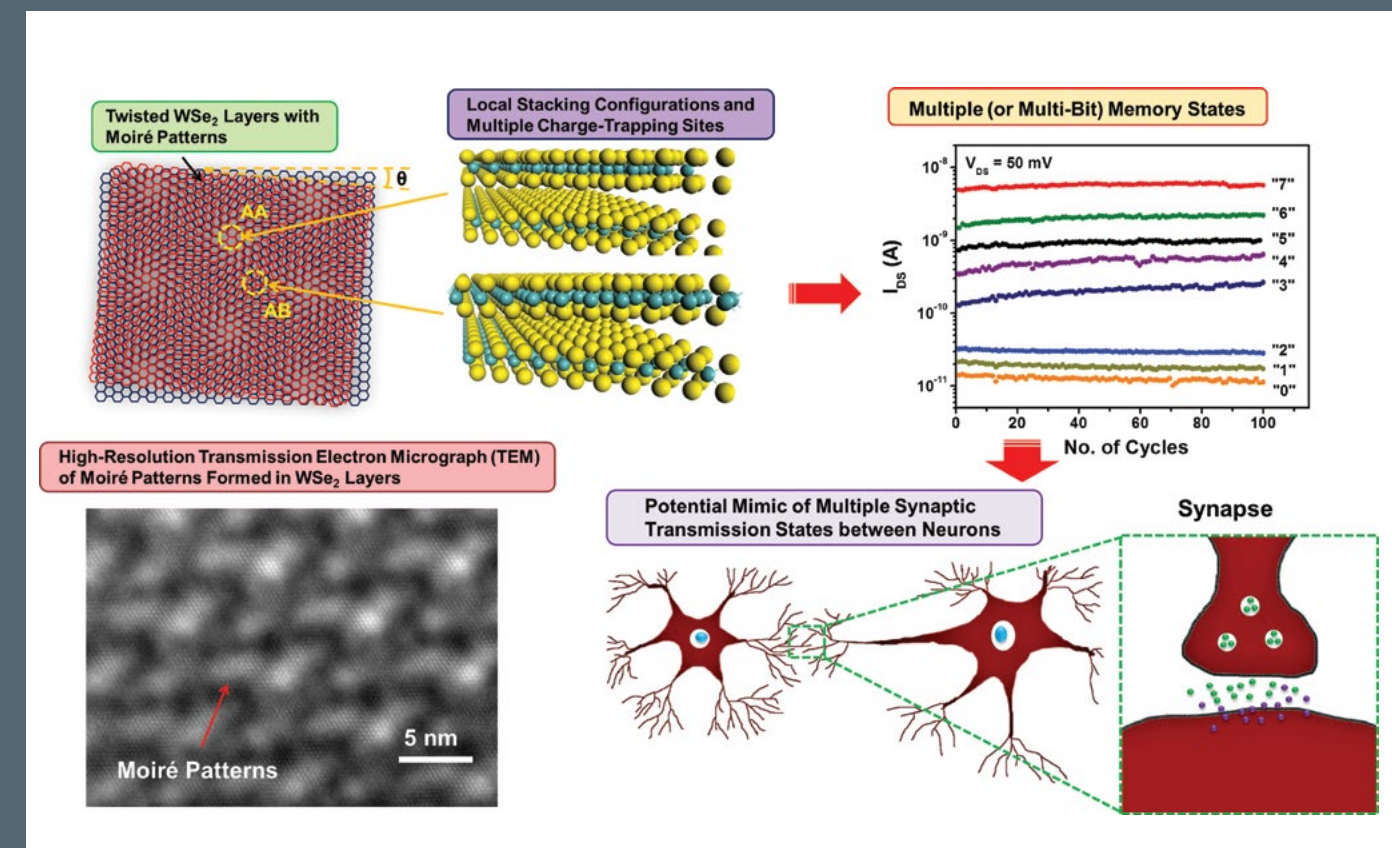 Twisted WSe₂ Layers with
Moiré Patterns
θ
AA
AB
Local Stacking Configurations and
Multiple Charge-Trapping Sites
Multiple (or Multi-Bit) Memory States
V_DS = 50 mV
10⁻⁸
10⁻⁹
10⁻¹⁰
10⁻¹¹
I_DS (A)
"7"
"6"
"5"
"4"
"3"
"2"
"1"
"0"
0 20 40 60 80 100
No. of Cycles
High-Resolution Transmission Electron Micrograph (TEM)
of Moiré Patterns Formed in WSe₂ Layers
5 nm
Moiré Patterns
Potential Mimic of Multiple Synaptic
Transmission States between Neurons
Synapse